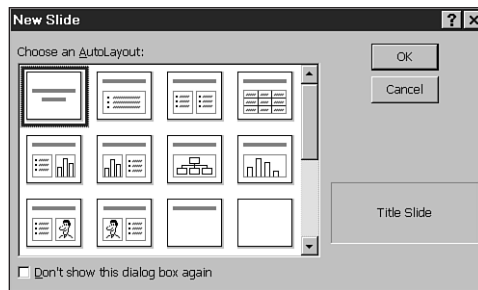 New Slide
Choose an AutoLayout:
OK
Cancel
Title Slide
Don't show this dialog box again